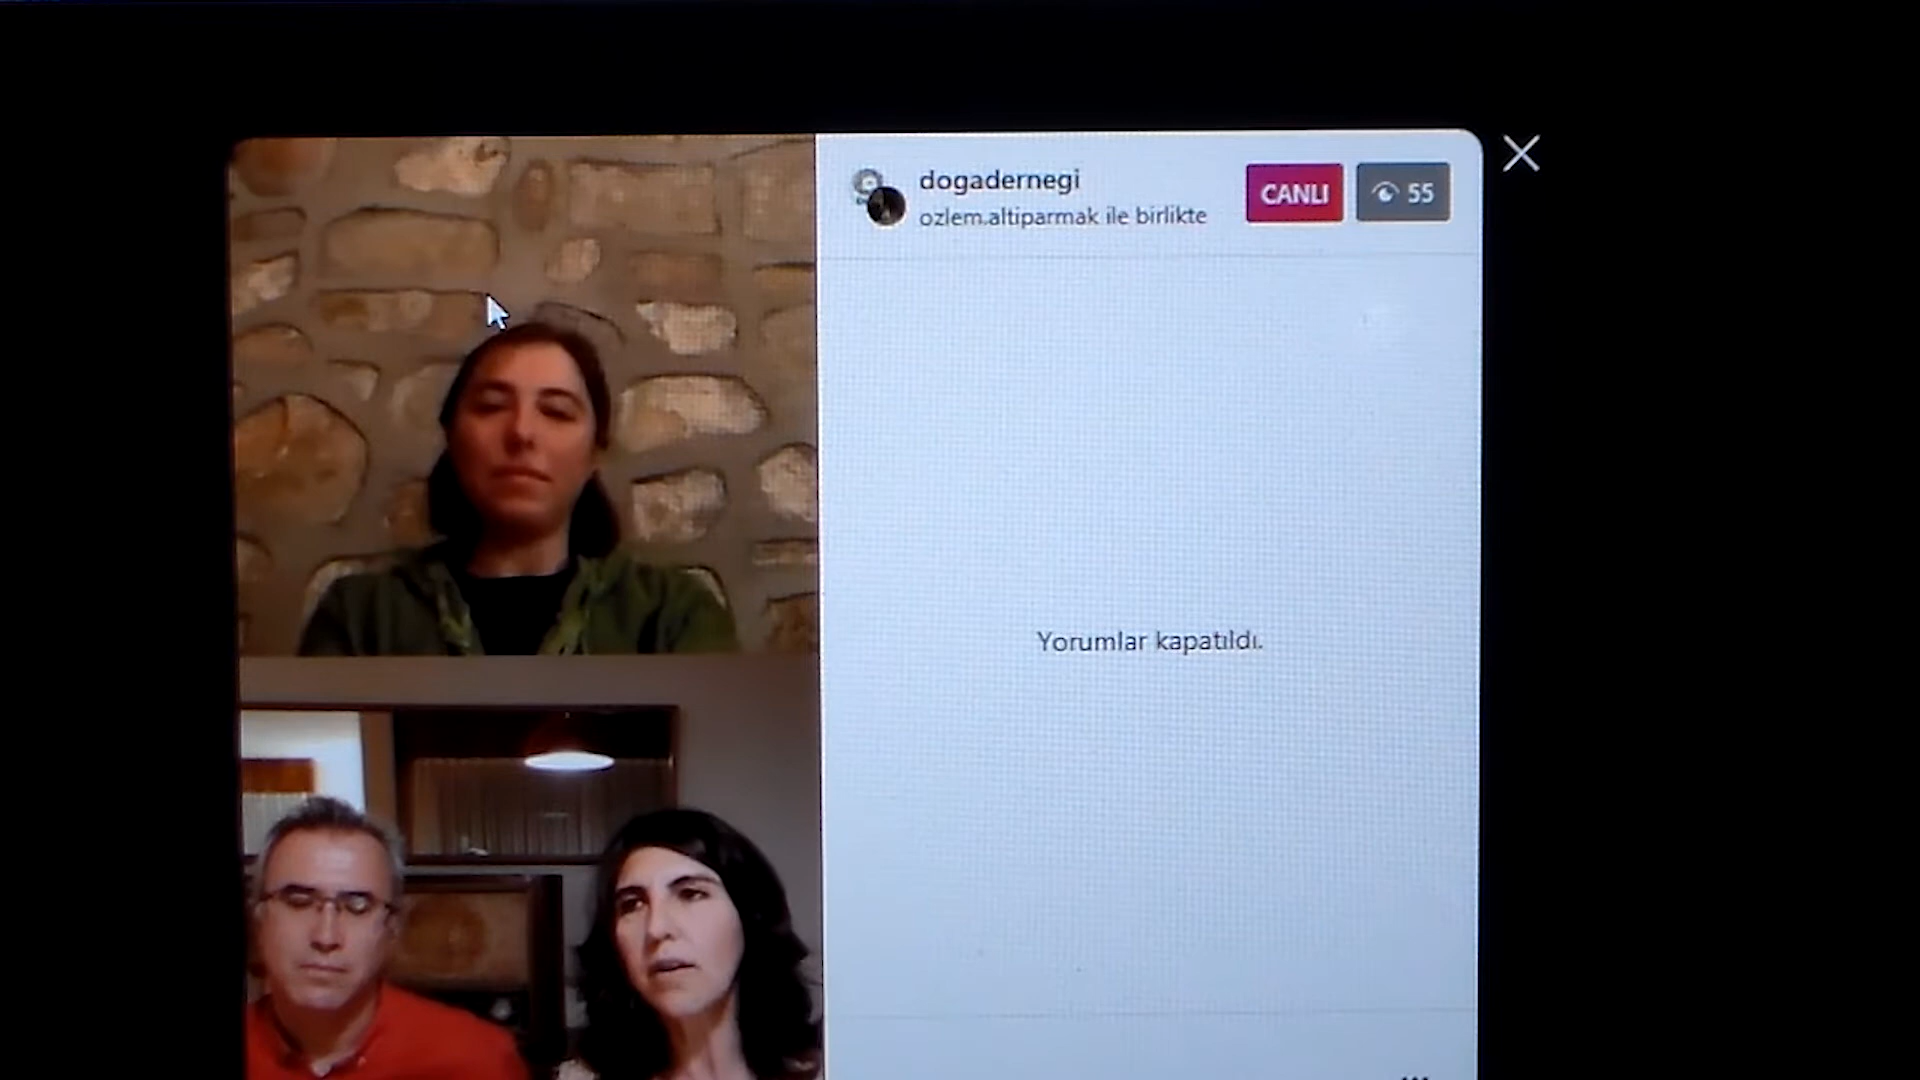 dogadernegi
ozlem.altiparmak ile birlikte
CANLI
55
Yorumlar kapatıldı.